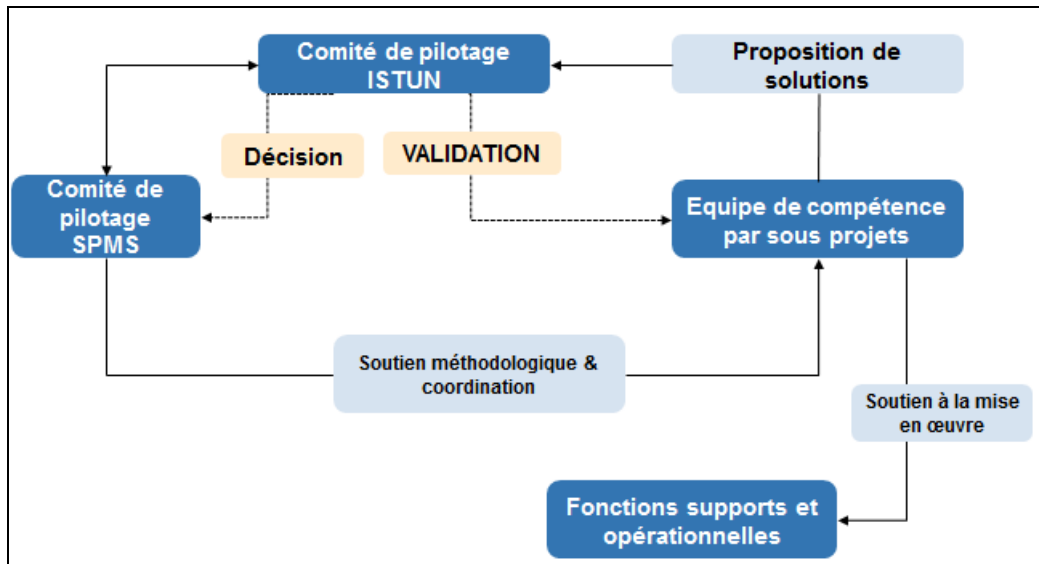 Comité de pilotage
ISTUN
Proposition de
solutions
Décision
VALIDATION
Comité de
pilotage
SPMS
Equipe de compétence
par sous projets
Soutien méthodologique &
coordination
Soutien à la mise
en œuvre
Fonctions supports et
opérationnelles